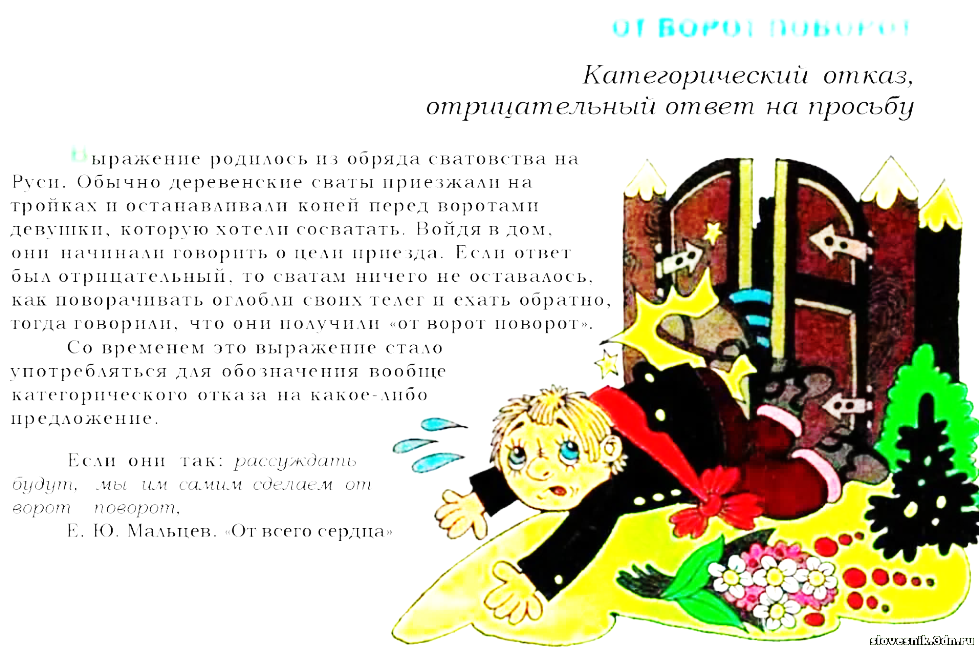 ОТ ВОРОТ ПОВОРОТ
Категорический отказ,
отрицательный ответ на просьбу
Выражение родилось из обряда сватовства на
Руси. Обычно деревенские сваты приезжали на
тройках и останавливали коней перед воротами
девушки, которую хотели сосватать. Войдя в дом,
они начинали говорить о цели приезда. Если ответ
был отрицательный, то сватам ничего не оставалось,
как поворачивать оглобли своих телег и ехать обратно,
тогда говорили, что они получили «от ворот поворот».
Со временем это выражение стало
употребляться для обозначения вообще
категорического отказа на какое-либо
предложение.
Если они так: рассуждать
будут, мы им самим сделаем от
ворот поворот,
Е. Ю. Мальцев. «От всего сердца»
slovesnik.3dn.ru